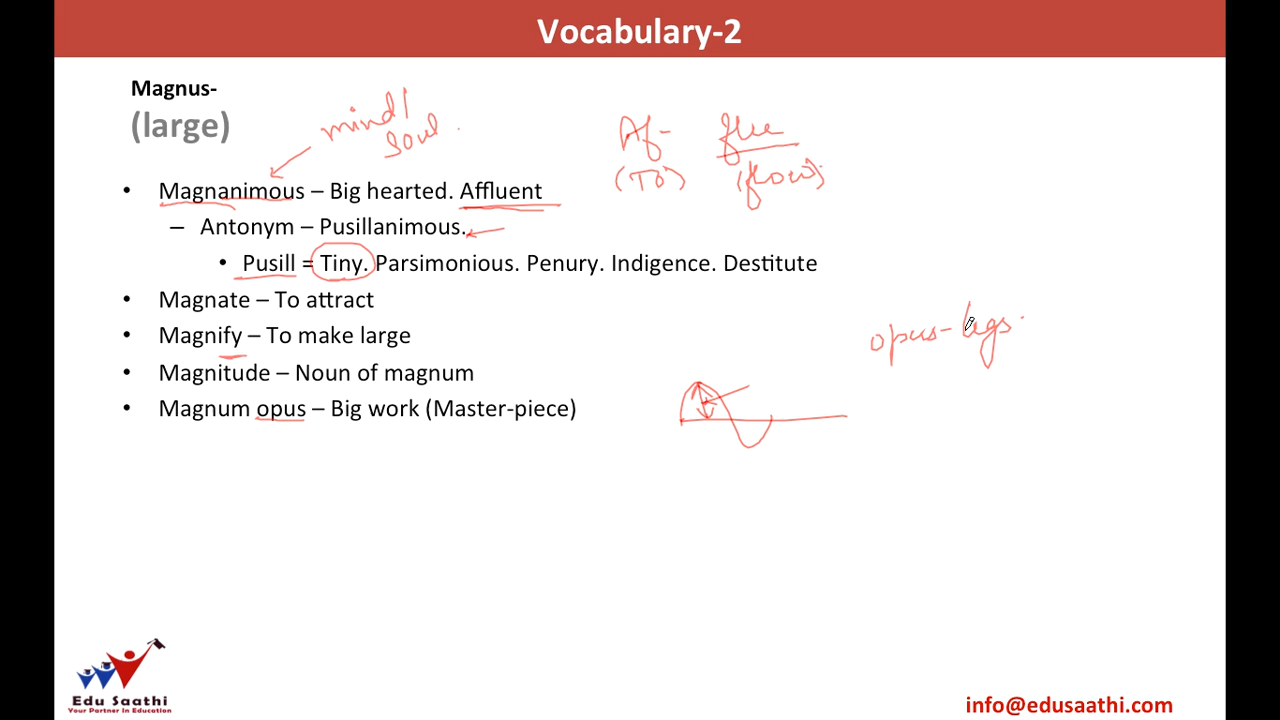 Vocabulary-2
Magnus-
(large)
mind/
soul
Af- flu
(To) (flow)
• Magnanimous – Big hearted. Affluent
– Antonym – Pusillanimous.
• Pusill = Tiny. Parsimonious. Penury. Indigence. Destitute
• Magnate – To attract
• Magnify – To make large
opus- legs.
• Magnitude – Noun of magnum
• Magnum opus – Big work (Master-piece)
Edu Saathi
Your Partner In Education
info@edusaathi.com